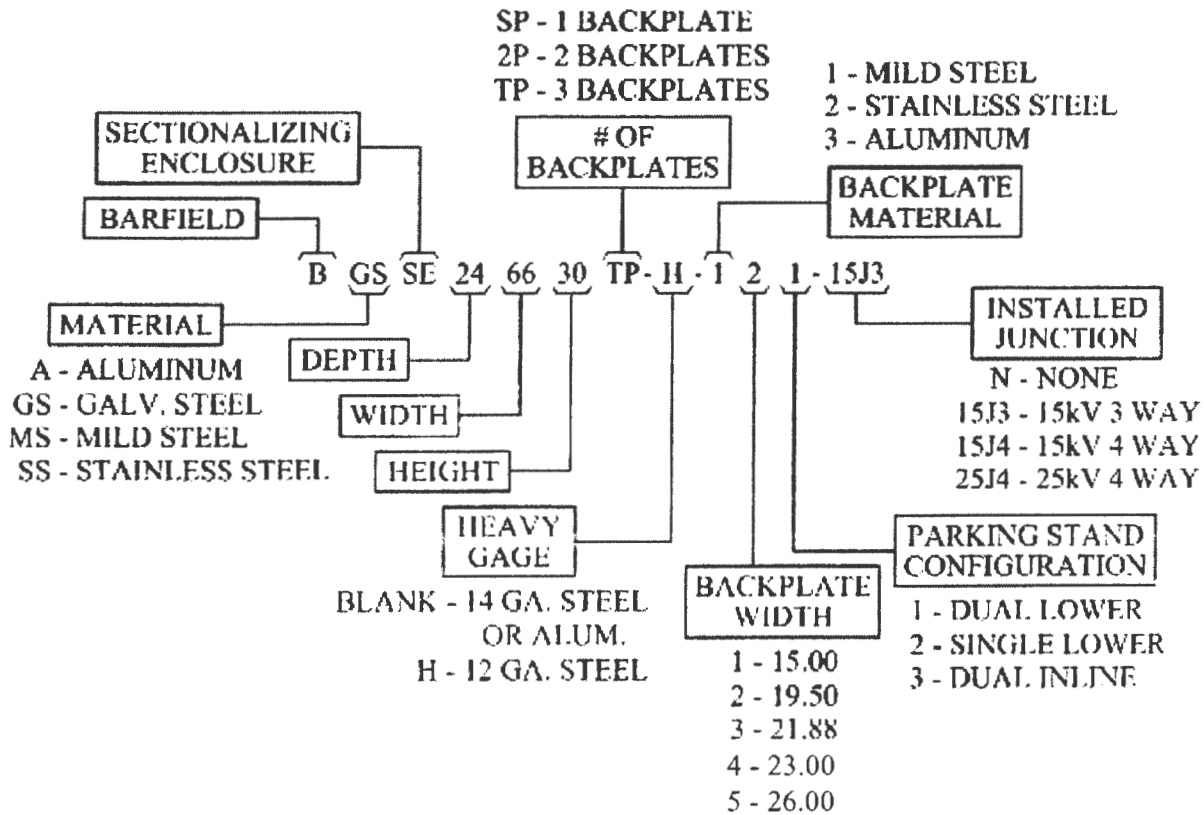 SP - 1 BACKPLATE
2P - 2 BACKPLATES
TP - 3 BACKPLATES
1 - MILD STEEL
2 - STAINLESS STEEL
3 - ALUMINUM
SECTIONALIZING
ENCLOSURE
# OF
BACKPLATES
BACKPLATE
MATERIAL
BARFIELD
B GS SE 24 66 30 TP - H - 1 2 1 - 15J3
MATERIAL
A - ALUMINUM
GS - GALV. STEEL
MS - MILD STEEL
SS - STAINLESS STEEL
DEPTH
WIDTH
HEIGHT
HEAVY
GAGE
BLANK - 14 GA. STEEL
OR ALUM.
H - 12 GA. STEEL
BACKPLATE
WIDTH
1 - 15.00
2 - 19.50
3 - 21.88
4 - 23.00
5 - 26.00
INSTALLED
JUNCTION
N - NONE
15J3 - 15kV 3 WAY
15J4 - 15kV 4 WAY
25J4 - 25kV 4 WAY
PARKING STAND
CONFIGURATION
1 - DUAL LOWER
2 - SINGLE LOWER
3 - DUAL INLINE